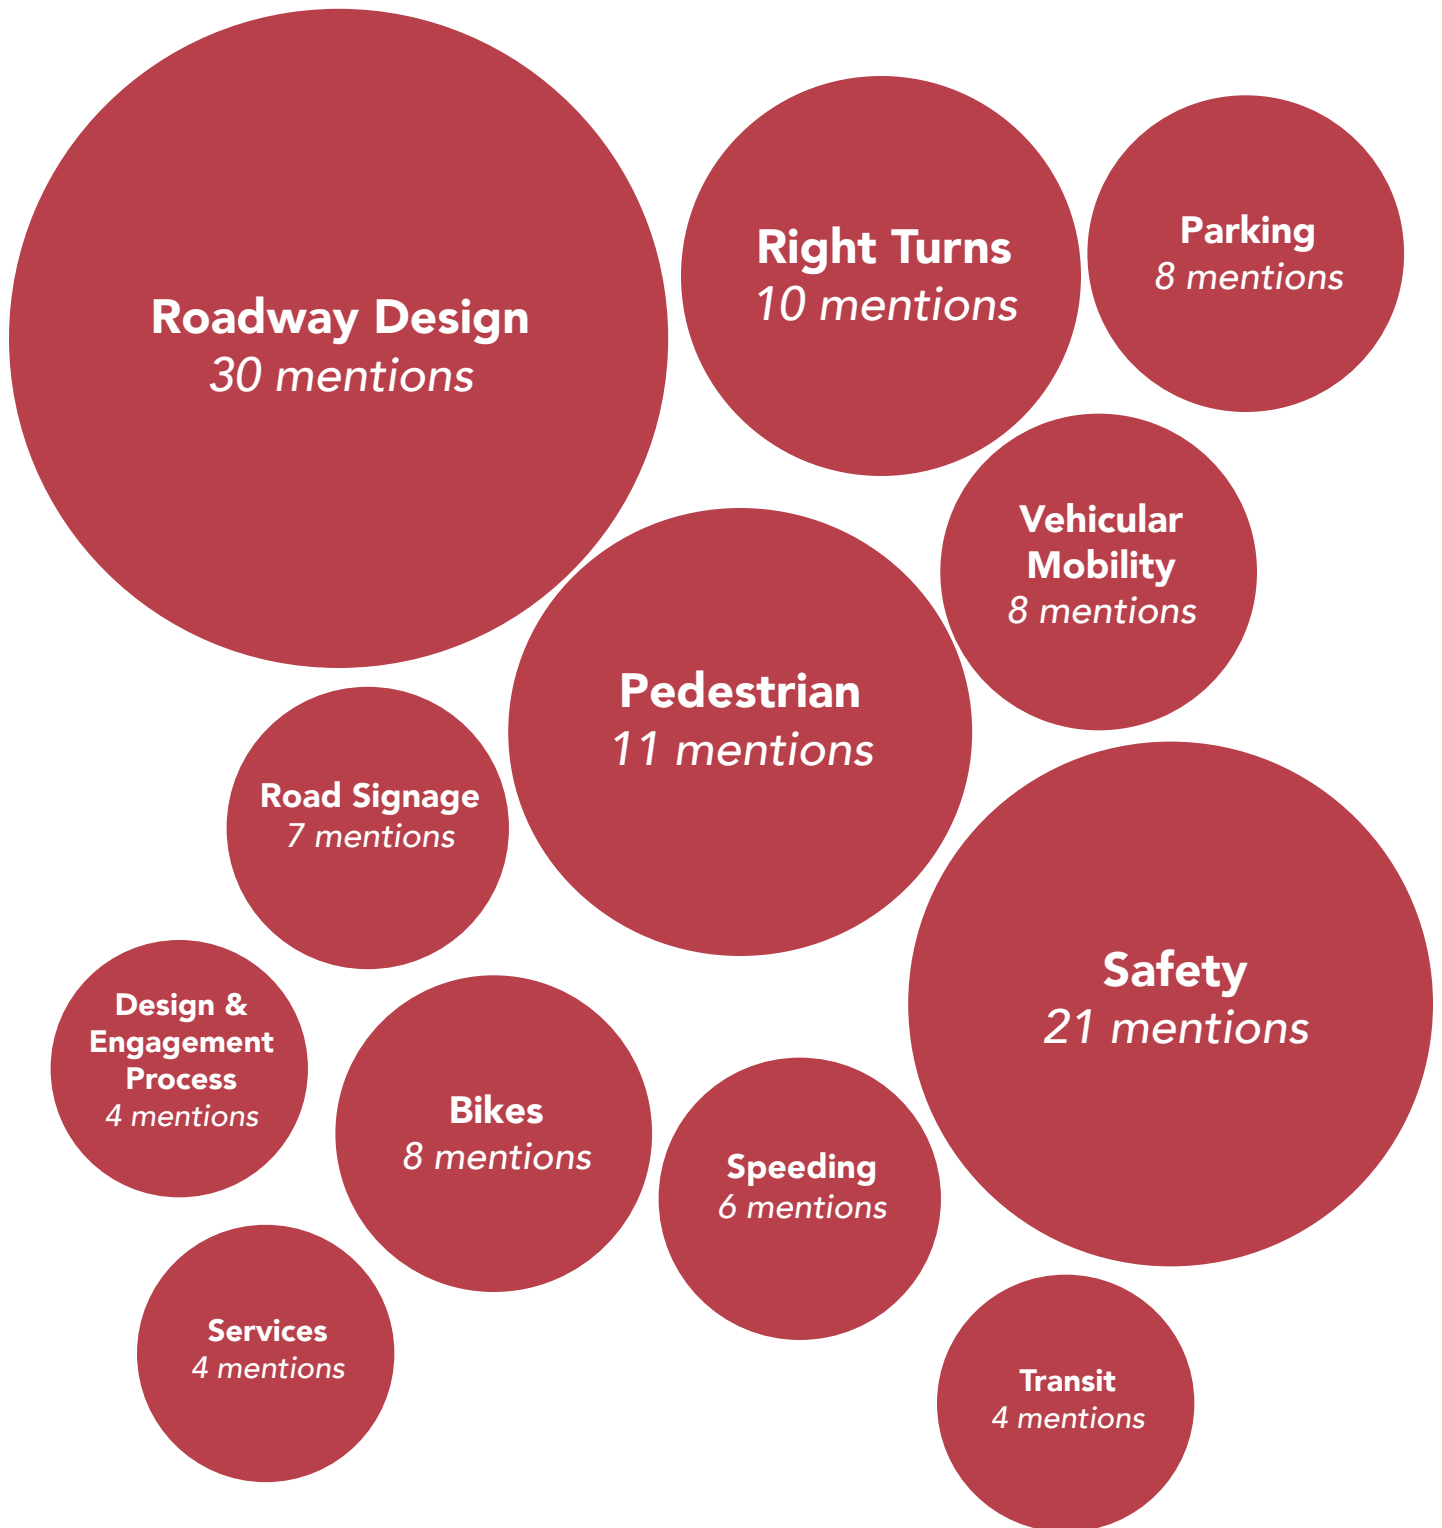 Roadway Design
30 mentions
Right Turns
10 mentions
Parking
8 mentions
Vehicular
Mobility
8 mentions
Pedestrian
11 mentions
Road Signage
7 mentions
Safety
21 mentions
Design &
Engagement
Process
4 mentions
Bikes
8 mentions
Speeding
6 mentions
Services
4 mentions
Transit
4 mentions